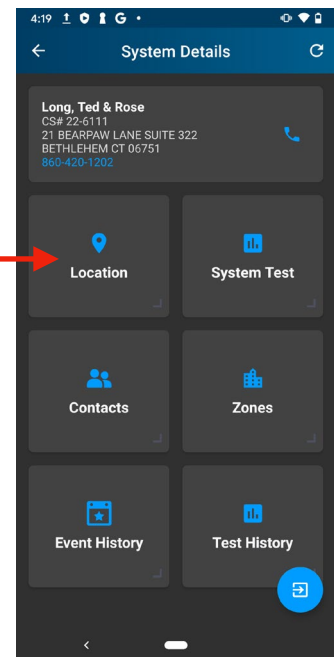 4:19
System Details
Long, Ted & Rose
CS# 22-6111
21 BEARPAW LANE SUITE 322
BETHLEHEM CT 06751
860-420-1202
Location
System Test
Contacts
Zones
Event History
Test History